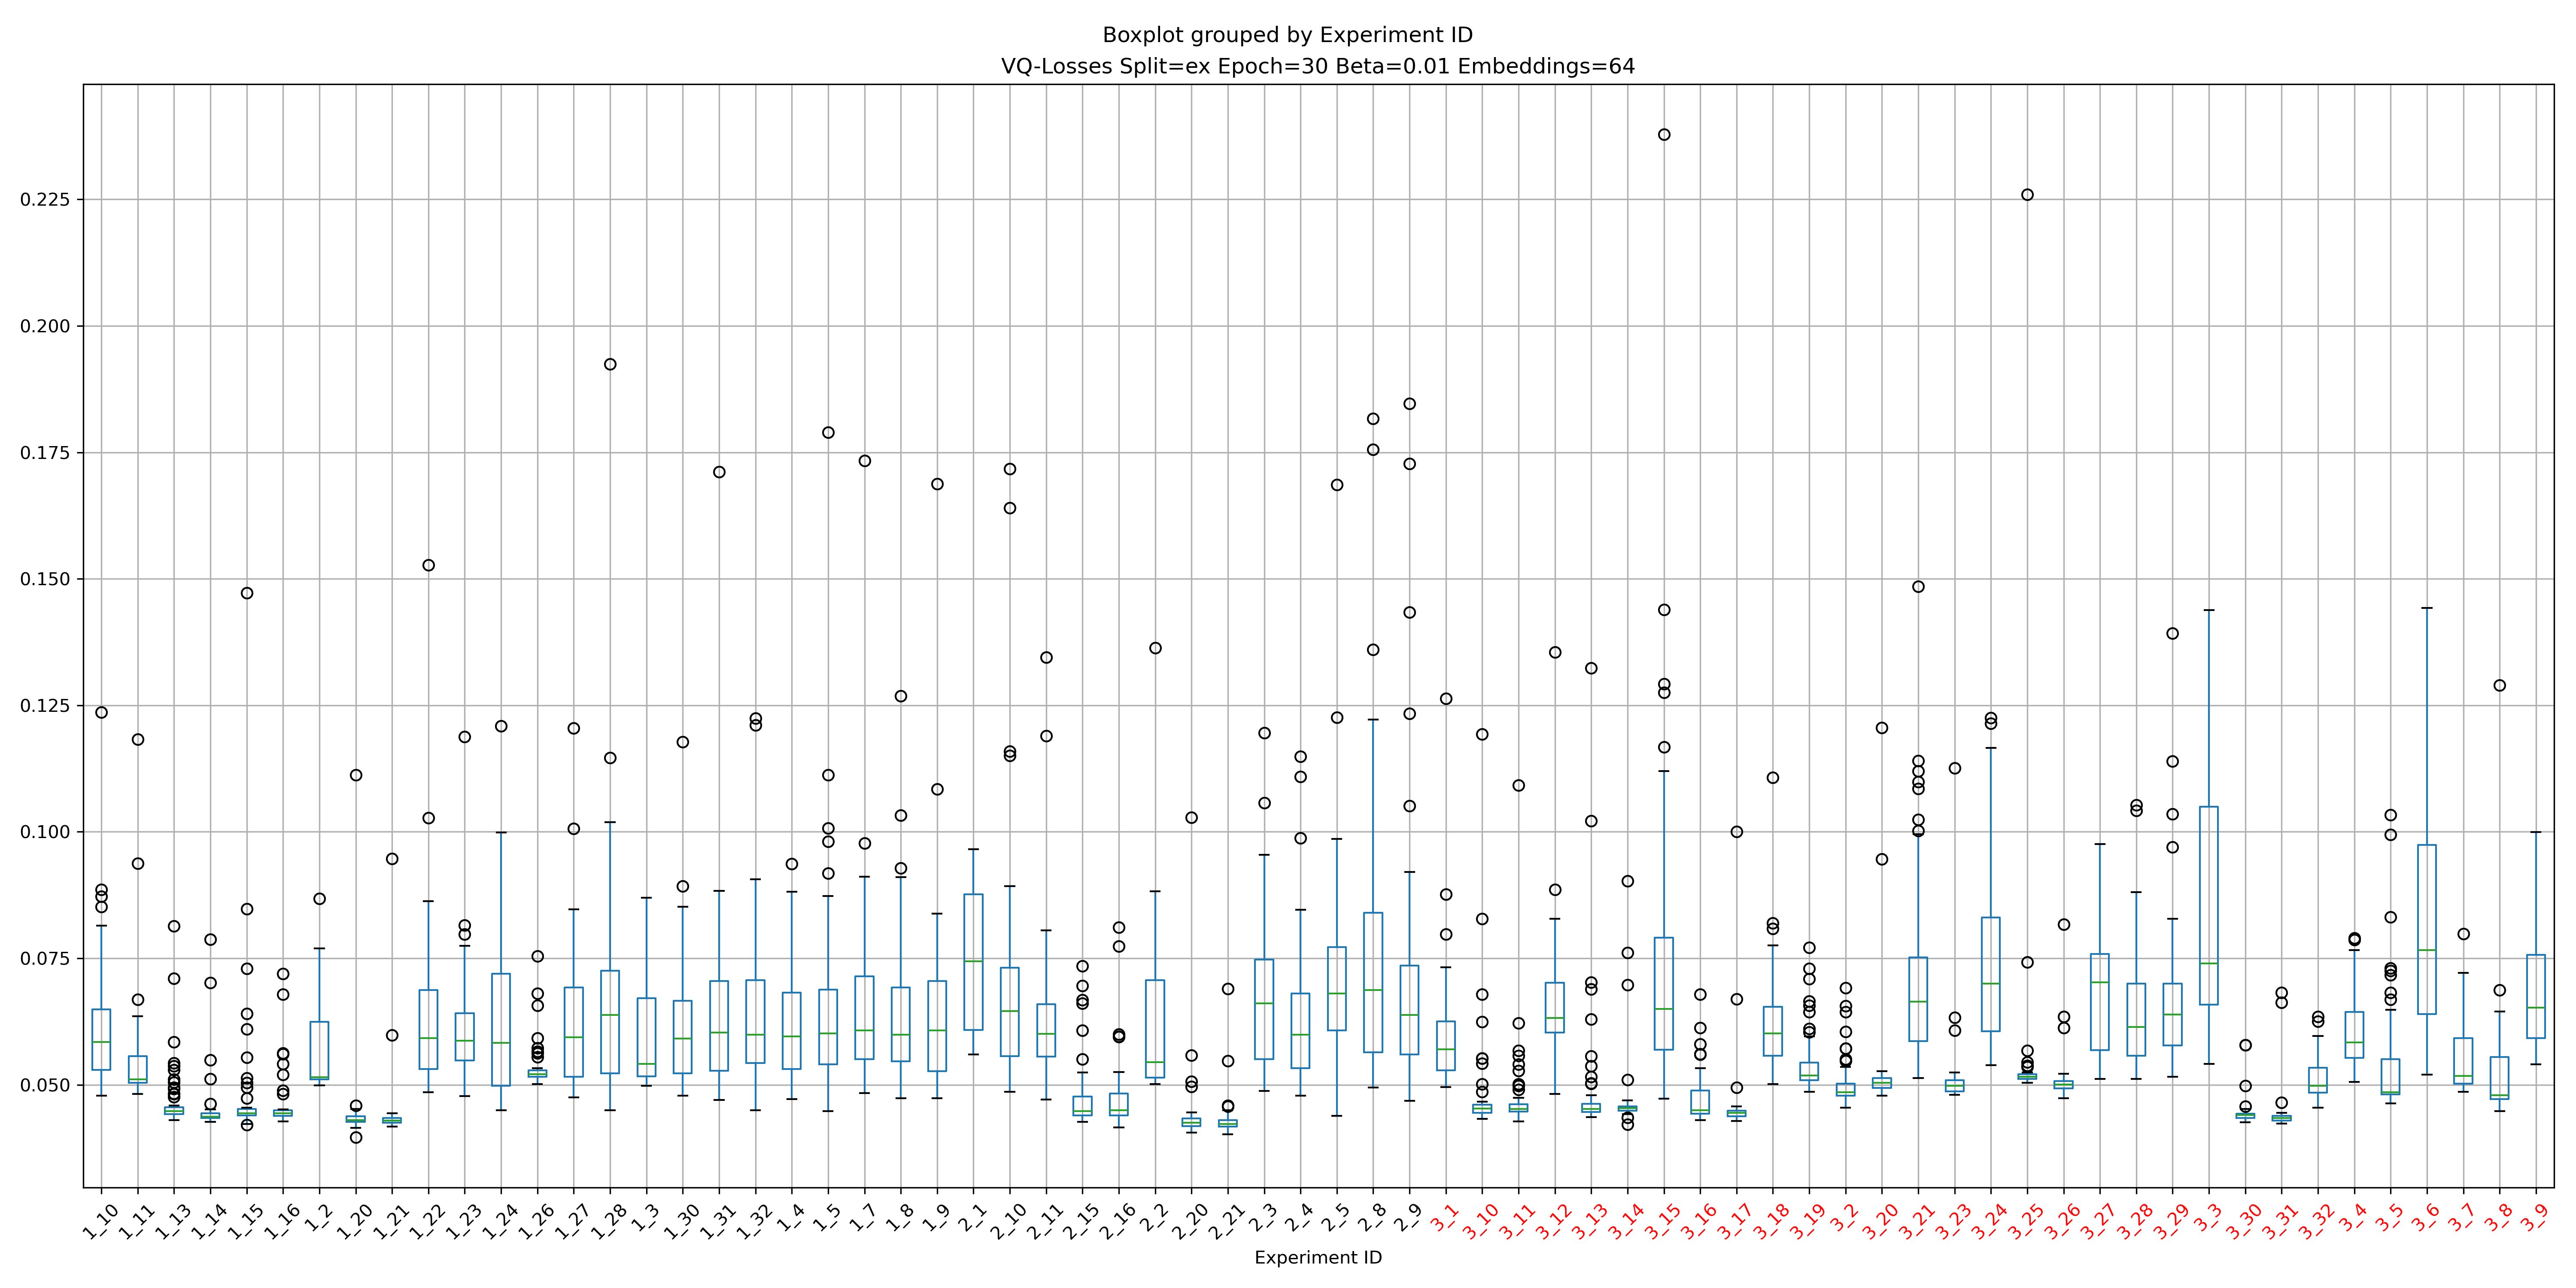 Boxplot grouped by Experiment ID
VQ-Losses Split=ex Epoch=30 Beta=0.01 Embeddings=64
0.225
0.200
0.175
0.150
0.125
0.100
0.075
0.050
1_10 1_11 1_13 1_14 1_15 1_16 1_2 1_20 1_21 1_22 1_23 1_24 1_26 1_27 1_28 1_3 1_30 1_31 1_32 1_4 1_5 1_7 1_8 1_9 2_1 2_10 2_11 2_15 2_16 2_2 2_20 2_21 2_3 2_4 2_5 2_8 2_9 3_1 3_10 3_11 3_12 3_13 3_14 3_15 3_16 3_17 3_18 3_19 3_2 3_20 3_21 3_23 3_24 3_25 3_26 3_27 3_28 3_29 3_3 3_30 3_31 3_32 3_4 3_5 3_6 3_7 3_8 3_9
Experiment ID